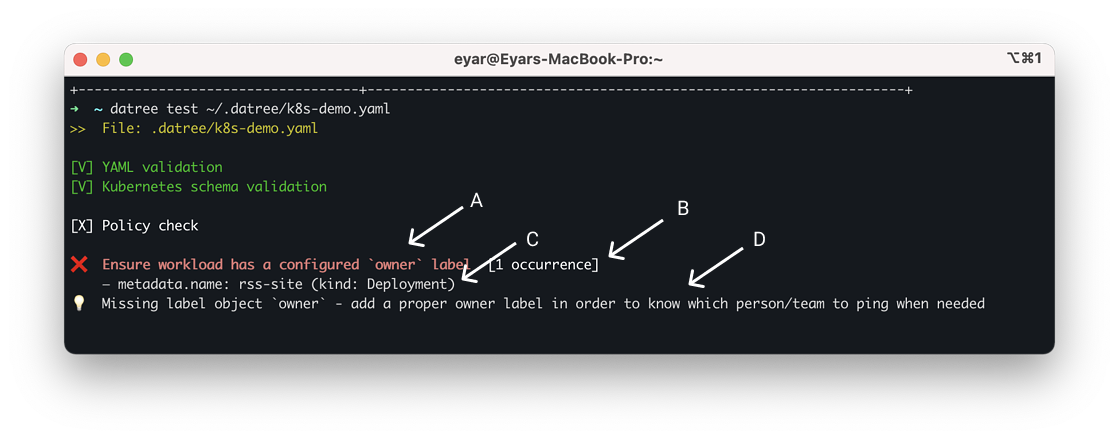 eyar@Eyars-MacBook-Pro:~ ⌥⌘1
+-----------------------------------+-------------------------------------------------------------------+
➜ ~ datree test ~/.datree/k8s-demo.yaml
>> File: .datree/k8s-demo.yaml
[V] YAML validation
[V] Kubernetes schema validation
A
B
[X] Policy check
C
D
❌ Ensure workload has a configured `owner` label [1 occurrence]
— metadata.name: rss-site (kind: Deployment)
💡 Missing label object `owner` - add a proper owner label in order to know which person/team to ping when needed